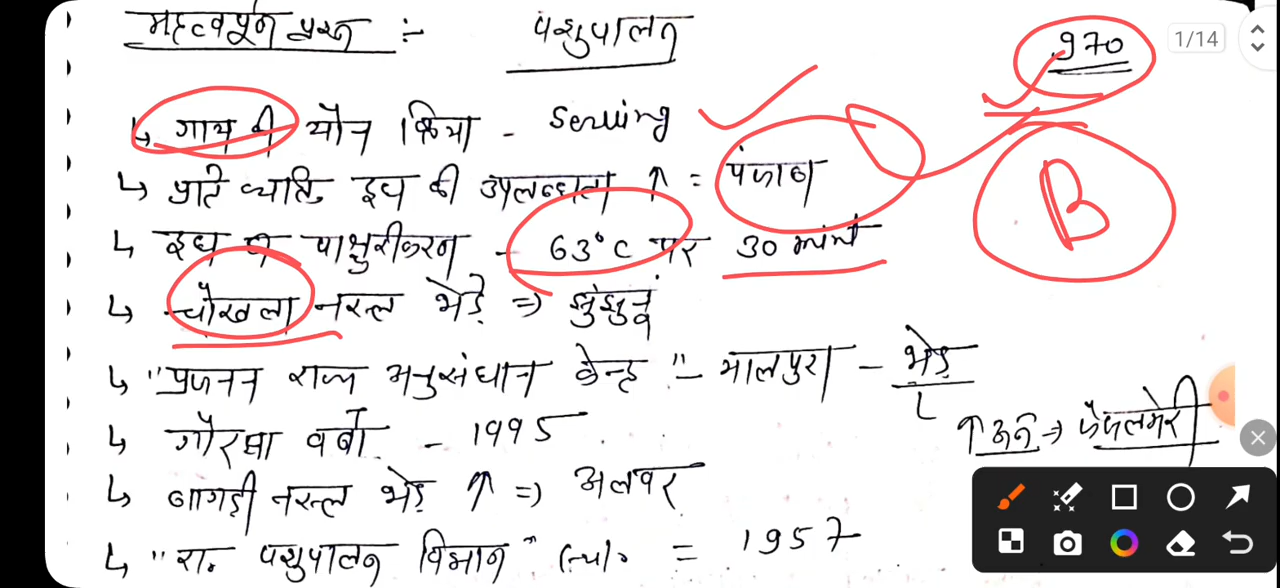 महत्वपूर्ण प्रश्न :- पशुपालन
970
1/14
↳ गाय की यौन क्रिया - Serving
↳ प्रति व्यक्ति दूध की उपलब्धता ↑ = पंजाब
B
↳ दूध का पाश्चुरीकरण - 63°C पर 30 mint
↳ चौखला नस्ल भेड़े ⇒ झुंझुनू
↳ "प्रजनन राज्य अनुसंधान केन्द्र" - मालपुरा - भेड़
↑ ऊन ⇒ जैसलमेरी
↳ गौरक्षा वर्ष - 1995
↳ बागड़ी नस्ल भेड़ ↑ ⇒ अलवर
↳ "रा. पशुपालन विभाग" स्था. = 1957